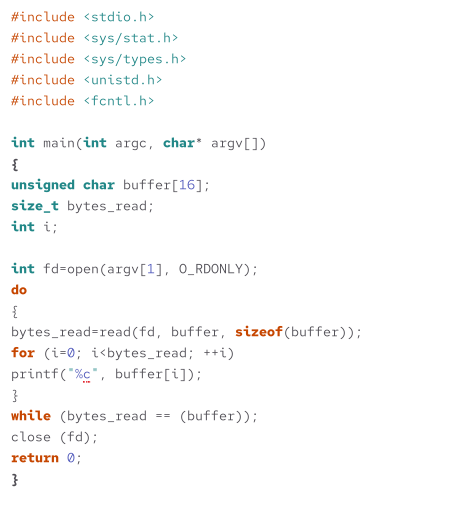 #include <stdio.h>
#include <sys/stat.h>
#include <sys/types.h>
#include <unistd.h>
#include <fcntl.h>
int main(int argc, char* argv[])
{
unsigned char buffer[16];
size_t bytes_read;
int i;
int fd=open(argv[1], O_RDONLY);
do
{
bytes_read=read(fd, buffer, sizeof(buffer));
for (i=0; i<bytes_read; ++i)
printf("%c", buffer[i]);
}
while (bytes_read == (buffer));
close (fd);
return 0;
}